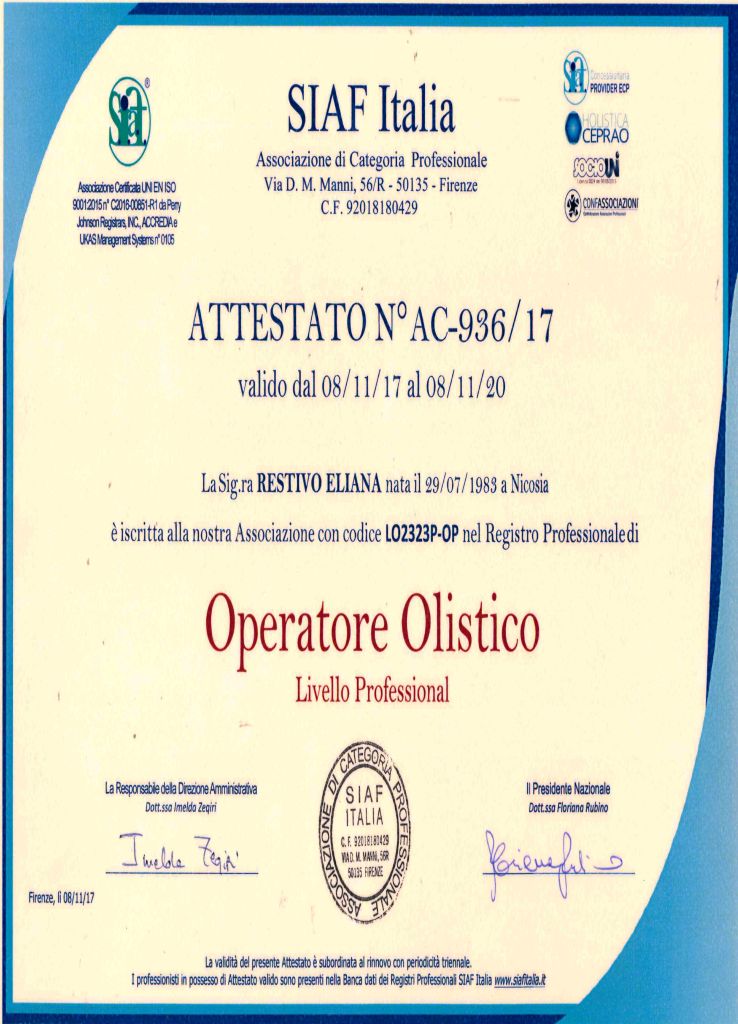 SIAF Italia
Associazione di Categoria Professionale
Via D. M. Manni, 56/R - 50135 - Firenze
C.F. 92018180429
S.i.a.f. ®
Associazione Certificata UNI EN ISO
9001:2015 n° C2016-00851-R1 da Perry
Johnson Registrars, INC., ACCREDIA e
UKAS Management Systems n° 0105
Concessionaria
PROVIDER ECP
HOLISTICA
CEPRAO
SOCIO UNI
CONFASSOCIAZIONI
ATTESTATO N° AC-936/17
valido dal 08/11/17 al 08/11/20
La Sig.ra RESTIVO ELIANA nata il 29/07/1983 a Nicosia
è iscritta alla nostra Associazione con codice LO2323P-OP nel Registro Professionale di
Operatore Olistico
Livello Professional
La Responsabile della Direzione Amministrativa
Dott.ssa Imelda Zeqiri
Imelda Zeqiri
ASSOCIAZIONE DI CATEGORIA PROFESSIONALE
SIAF
ITALIA
C.F. 92018180429
VIA D. M. MANNI, 56R
50135 FIRENZE
Il Presidente Nazionale
Dott.ssa Floriana Rubino
Firenze, lì 08/11/17
La validità del presente Attestato è subordinata al rinnovo con periodicità triennale.
I professionisti in possesso di Attestato valido sono presenti nella Banca dati dei Registri Professionali SIAF Italia www.siafitalia.it